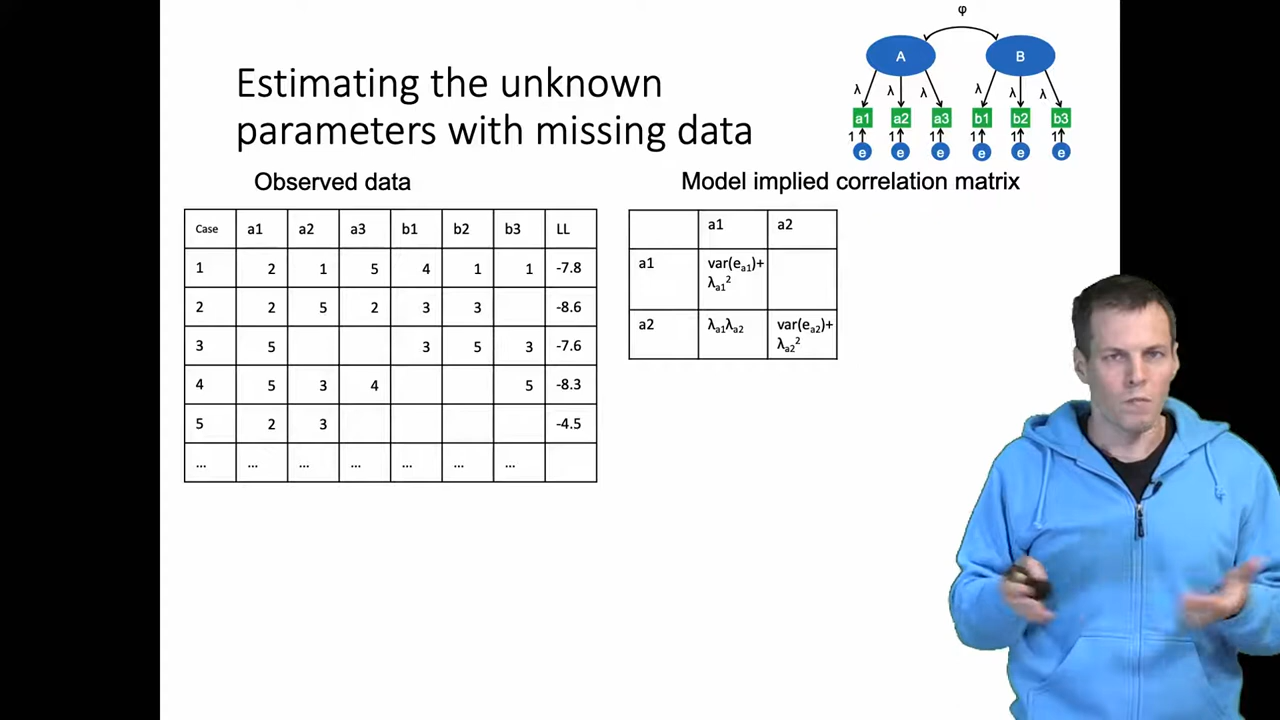 φ
A B
λ λ λ λ λ λ
a1 a2 a3 b1 b2 b3
1 1 1 1 1 1
e e e e e e
Estimating the unknown
parameters with missing data
Observed data
Case a1 a2 a3 b1 b2 b3 LL
1 2 1 5 4 1 1 -7.8
2 2 5 2 3 3 -8.6
3 5 3 5 3 -7.6
4 5 3 4 5 -8.3
5 2 3 -4.5
... ... ... ... ... ... ...
Model implied correlation matrix
a1 a2
a1 var(eₐ₁)+
λₐ₁²
a2 λₐ₁λₐ₂ var(eₐ₂)+
λₐ₂²